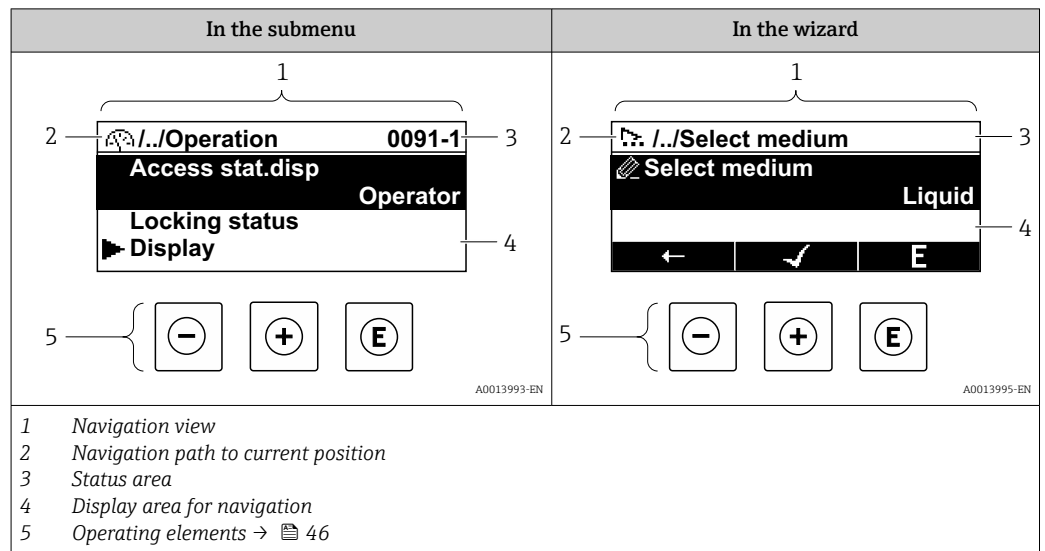 In the submenu
In the wizard
1
2
/../Operation 0091-1
3
Access stat.disp
Operator
Locking status
Display
4
5
- + E
A0013993-EN
1
2
/../Select medium
3
Select medium
Liquid
4
← ✓ E
5
- + E
A0013995-EN
1 Navigation view
2 Navigation path to current position
3 Status area
4 Display area for navigation
5 Operating elements → 46